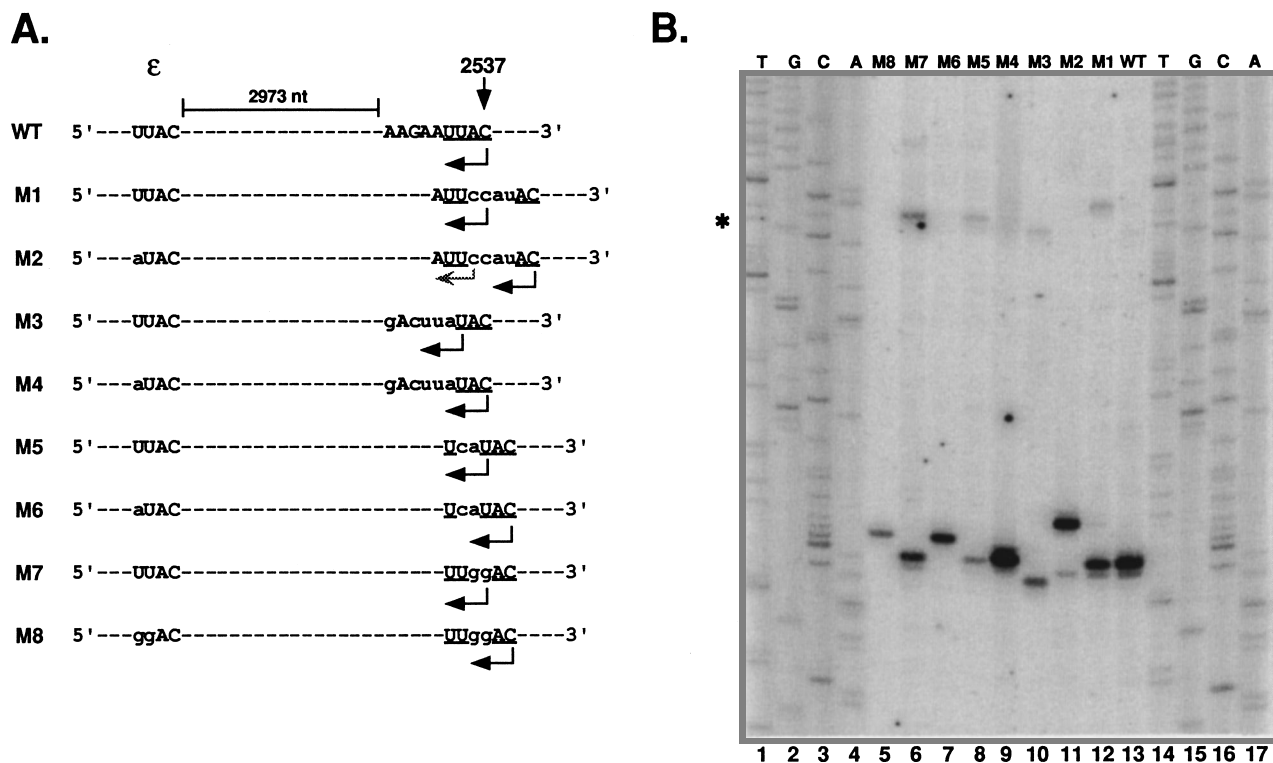 A.
ε
2537
2973 nt
WT 5'---UUAC-----------------AAGAAUUAC----3'
M1 5'---UUAC---------------------AUUccauAC----3'
M2 5'---aUAC---------------------AUUccauAC----3'
M3 5'---UUAC-----------------gAcuuaUAC----3'
M4 5'---aUAC-----------------gAcuuaUAC----3'
M5 5'---UUAC----------------------UcaUAC----3'
M6 5'---aUAC----------------------UcaUAC----3'
M7 5'---UUAC----------------------UUggAC----3'
M8 5'---ggAC----------------------UUggAC----3'
B.
T G C A M8 M7 M6 M5 M4 M3 M2 M1 WT T G C A
*
1 2 3 4 5 6 7 8 9 10 11 12 13 14 15 16 17